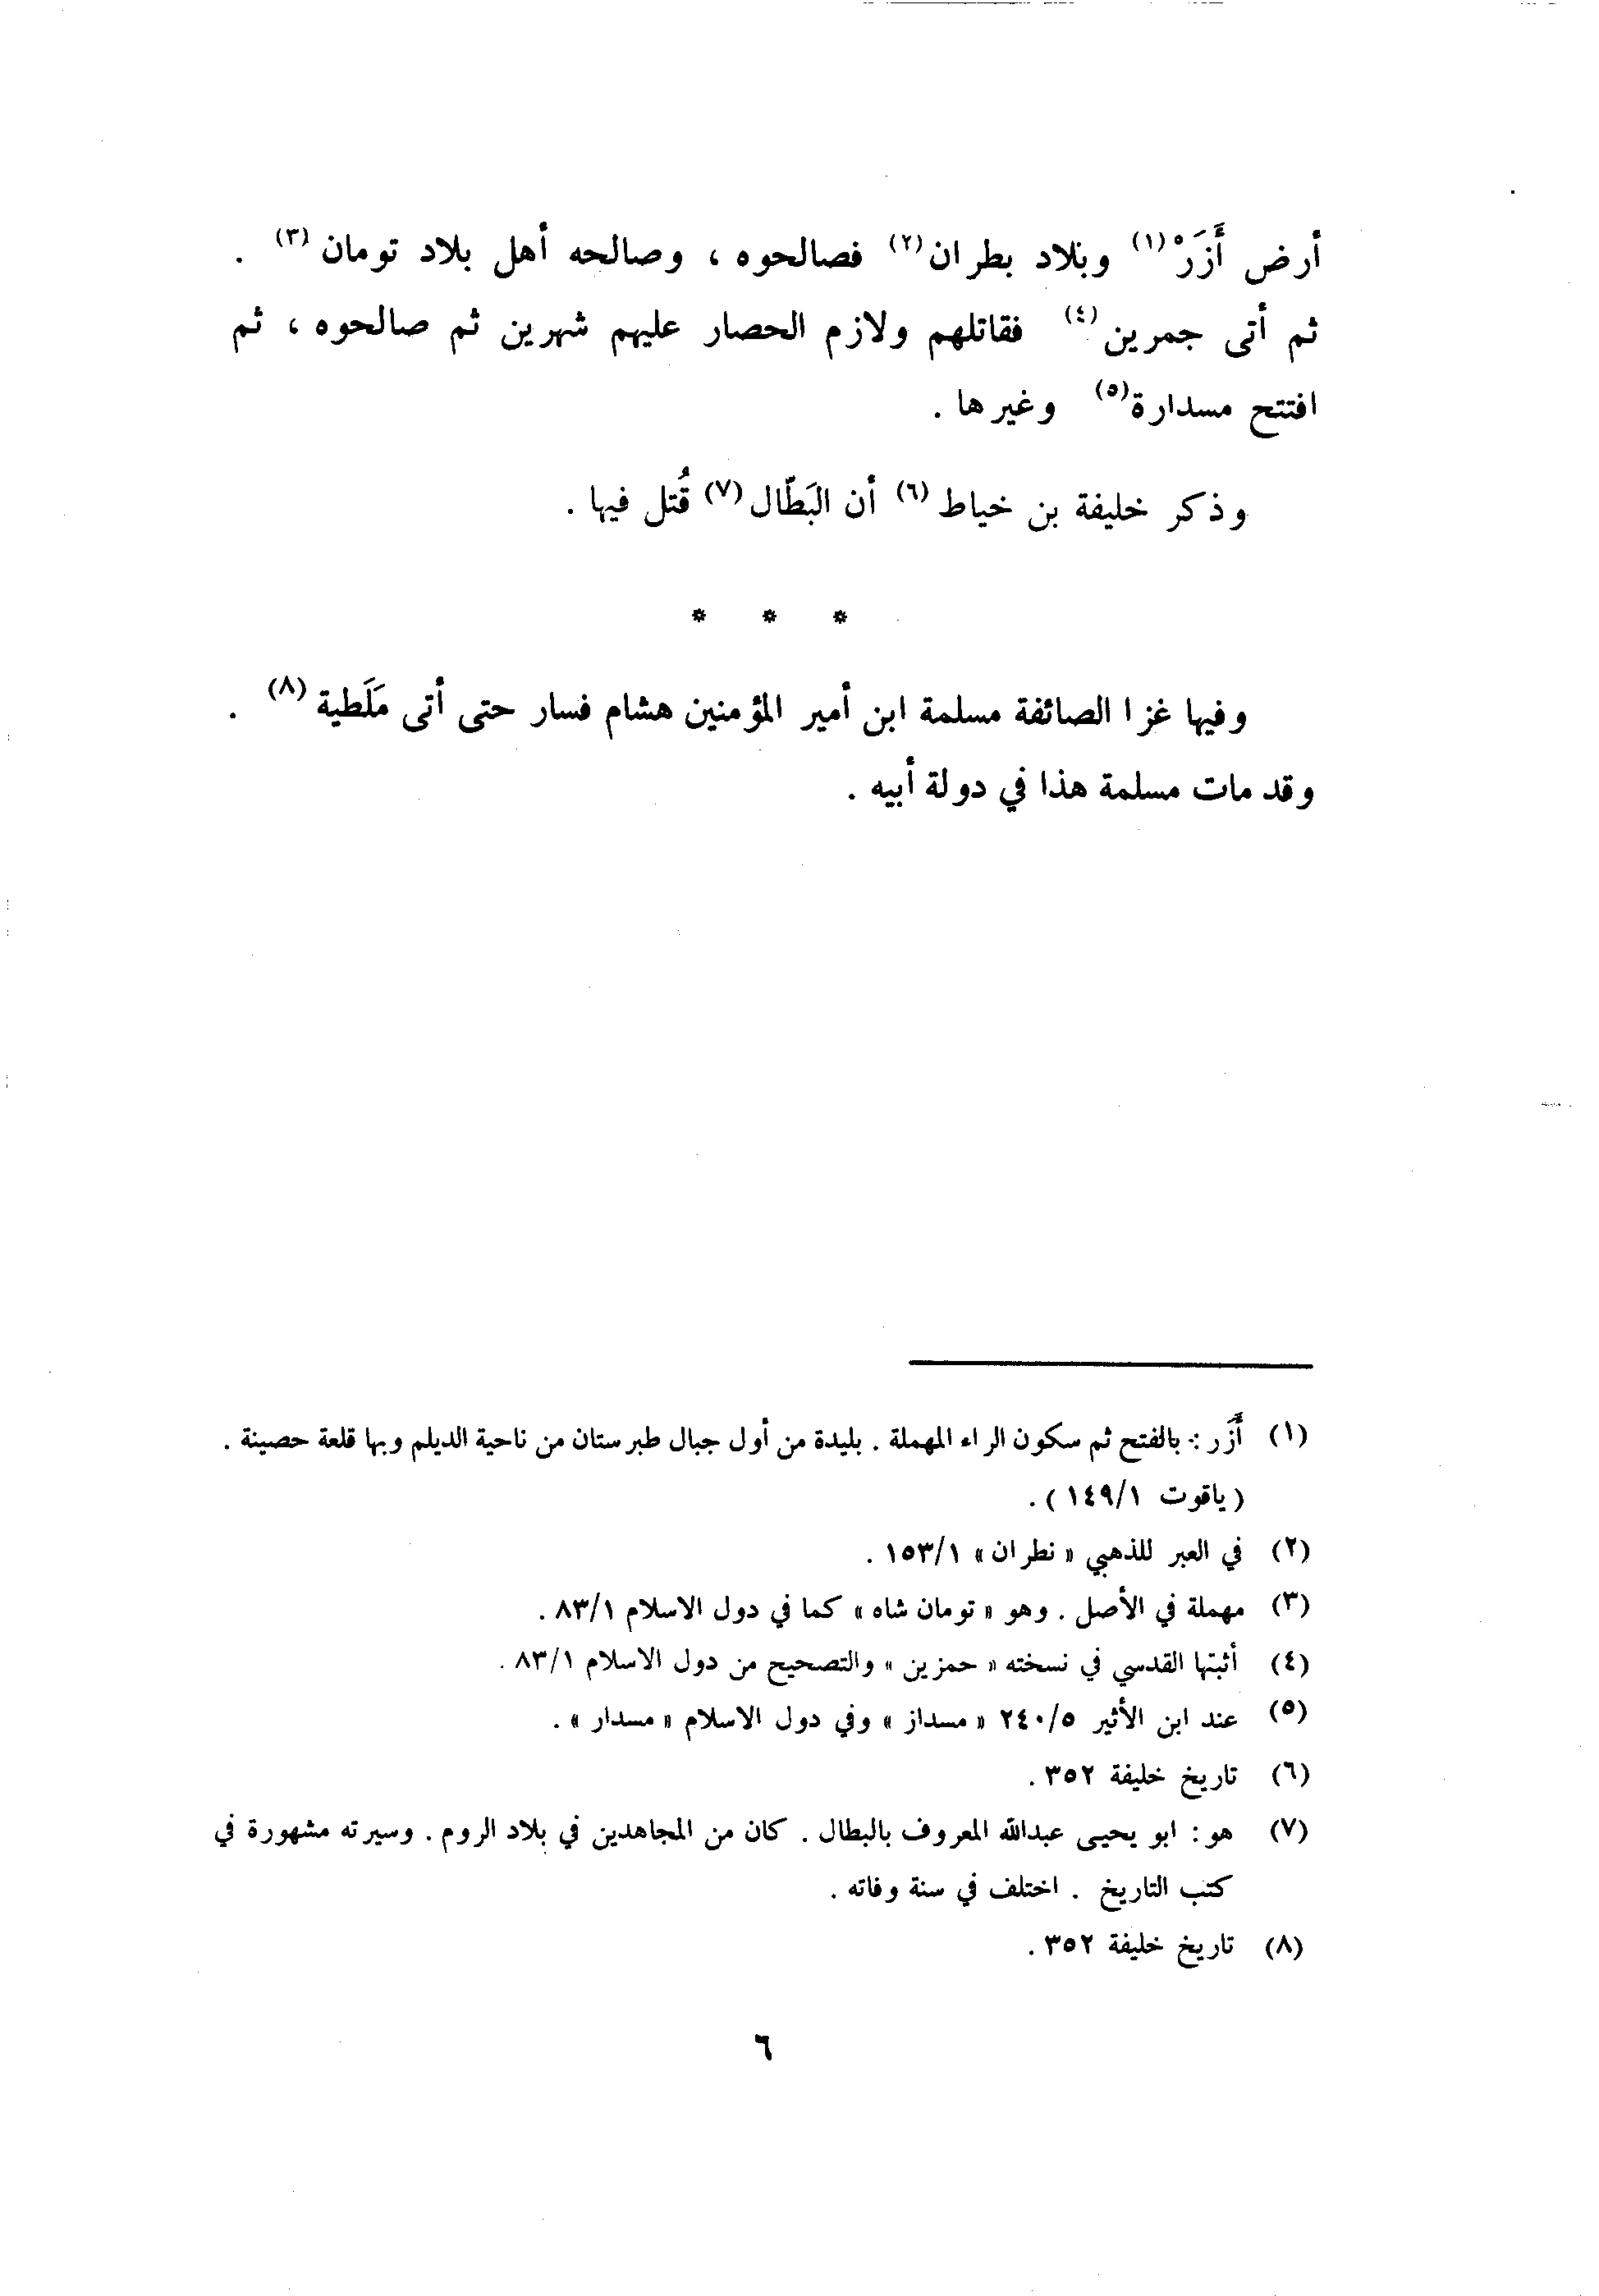 أرض أَزَرْ(١) وبلاد بطران(٢) فصالحوه ، وصالحه أهل بلاد تومان(٣) .
ثم أتى جمرين(٤) فقاتلهم ولازم الحصار عليهم شهرين ثم صالحوه ، ثم
افتتح مسدارة(٥) وغيرها .
وذكر خليفة بن خياط(٦) أن البَطّال(٧) قُتل فيها .
* * *
وفيها غزا الصائفة مسلمة ابن أمير المؤمنين هشام فسار حتى أتى مَلَطية(٨) .
وقد مات مسلمة هذا في دولة أبيه .
(١) أَزَر : بالفتح ثم سكون الراء المهملة . بليدة من أول جبال طبرستان من ناحية الديلم وبها قلعة حصينة .
( ياقوت ١٤٩/١ ) .
(٢) في العبر للذهبي « نطران » ١٥٣/١ .
(٣) مهملة في الأصل . وهو « تومان شاه » كما في دول الاسلام ٨٣/١ .
(٤) أثبتها القدسي في نسخته « حمزين » والتصحيح من دول الاسلام ٨٣/١ .
(٥) عند ابن الأثير ٢٤٠/٥ « مسداز » وفي دول الاسلام « مسدار » .
(٦) تاريخ خليفة ٣٥٢ .
(٧) هو : ابو يحيى عبدالله المعروف بالبطال . كان من المجاهدين في بلاد الروم . وسيرته مشهورة في
كتب التاريخ . اختلف في سنة وفاته .
(٨) تاريخ خليفة ٣٥٢ .
٦